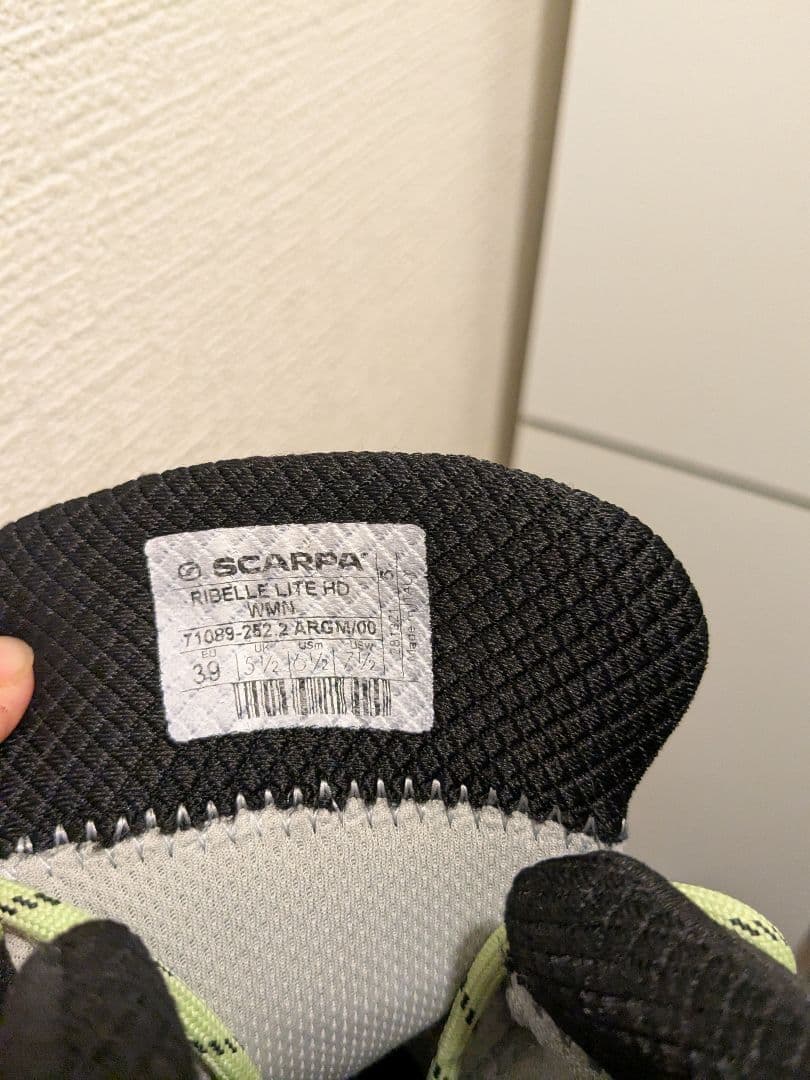 SCARPA
RIBELLE LITE HD
WMN
71089-252.2 ARGM/00
EU UK USm USw
39 5½ 6½ 7½